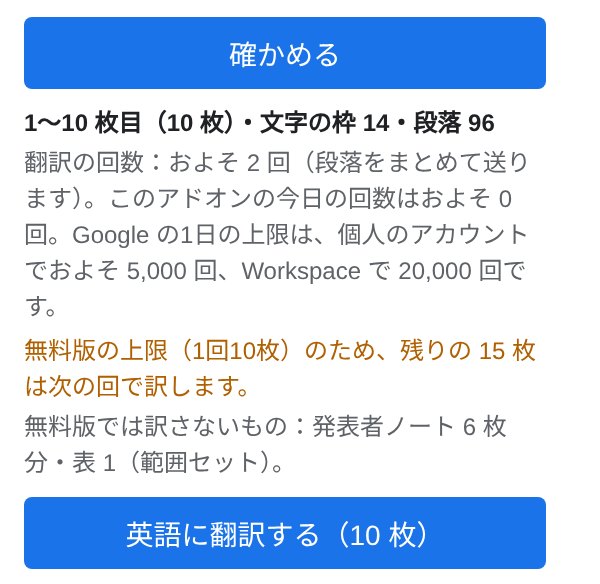 確かめる
1〜10 枚目（10 枚）・文字の枠 14・段落 96
翻訳の回数：およそ 2 回（段落をまとめて送り
ます）。このアドオンの今日の回数はおよそ 0
回。Google の1日の上限は、個人のアカウント
でおよそ 5,000 回、Workspace で 20,000 回で
す。
無料版の上限（1回10枚）のため、残りの 15 枚
は次の回で訳します。
無料版では訳さないもの：発表者ノート 6 枚
分・表 1（範囲セット）。
英語に翻訳する（10 枚）